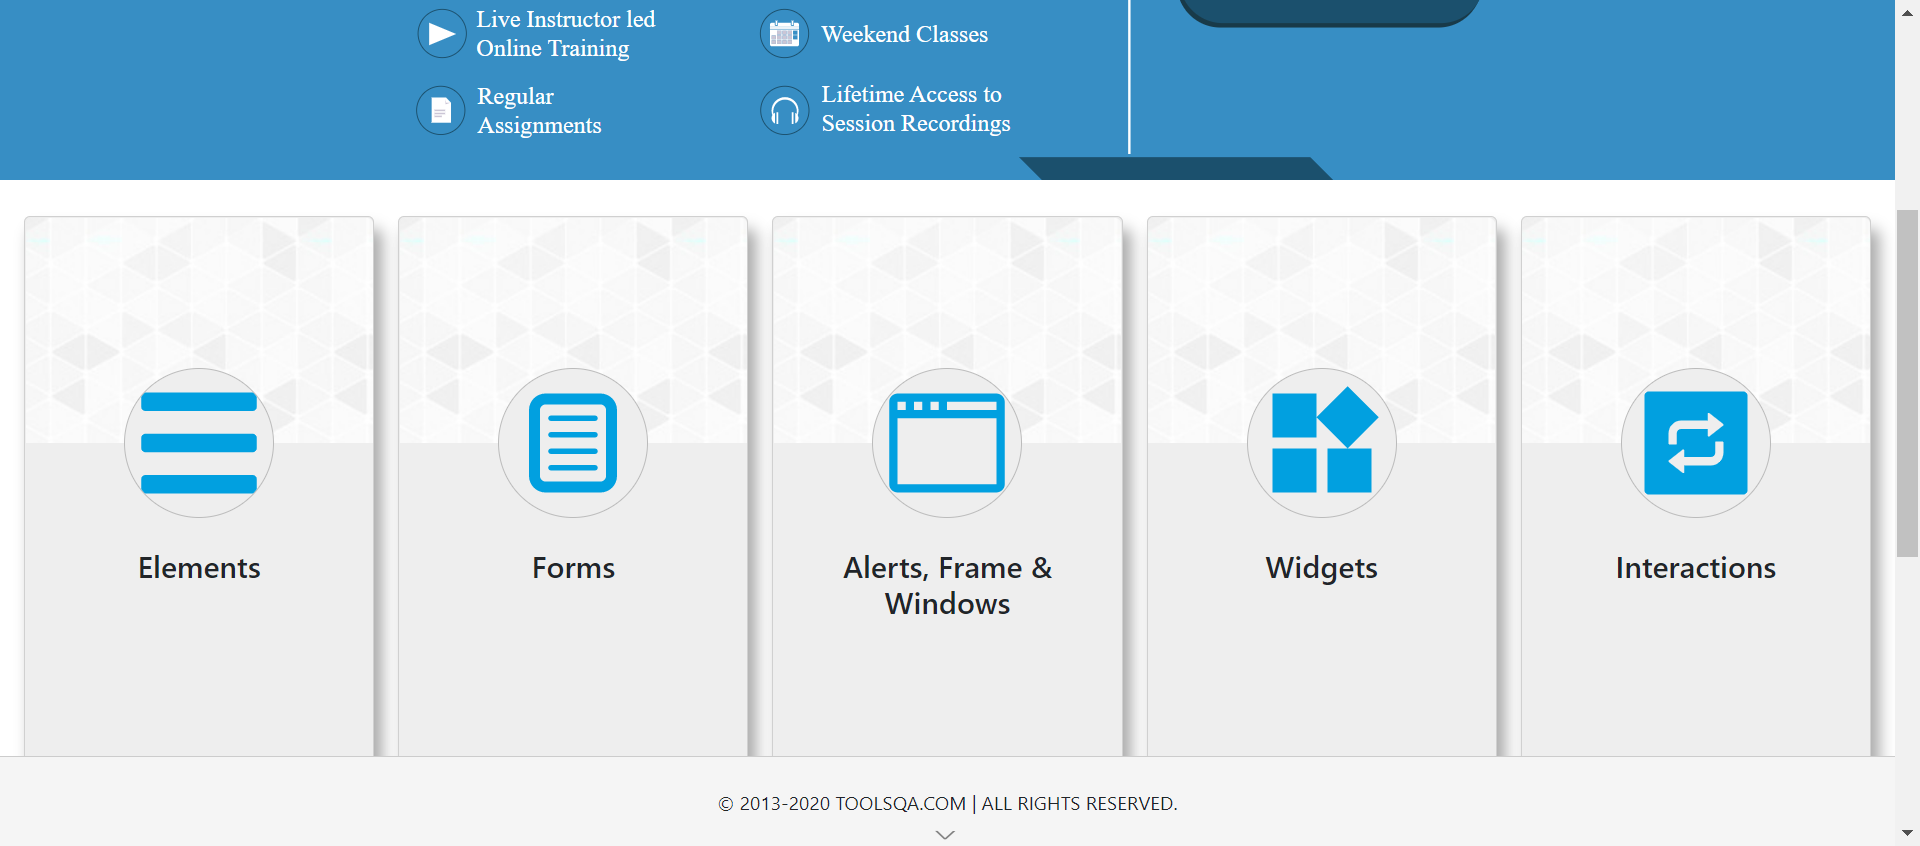 Live Instructor led
Online Training
Weekend Classes
Regular
Assignments
Lifetime Access to
Session Recordings
Elements
Forms
Alerts, Frame &
Windows
Widgets
Interactions
© 2013-2020 TOOLSQA.COM | ALL RIGHTS RESERVED.